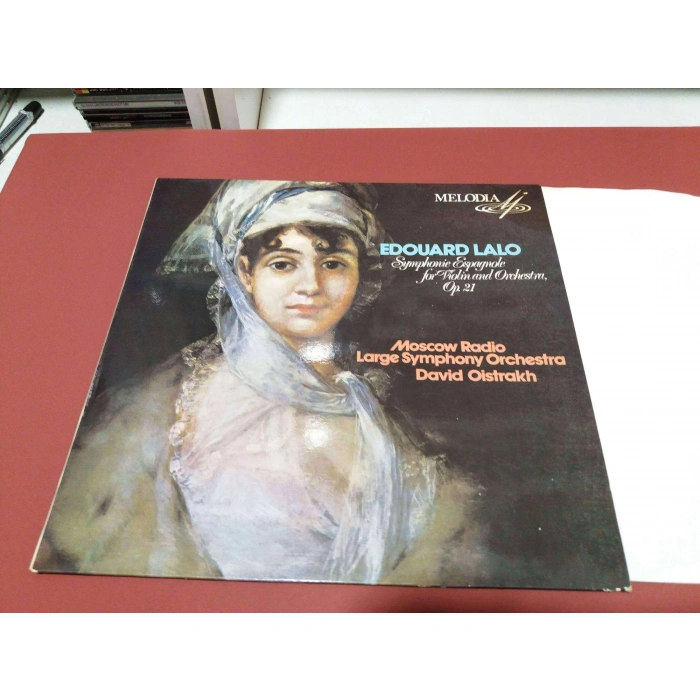 MELODIA
EDOUARD LALO
Symphonie Espagnole
for Violin and Orchestra,
Op. 21
Moscow Radio
Large Symphony Orchestra
David Oistrakh